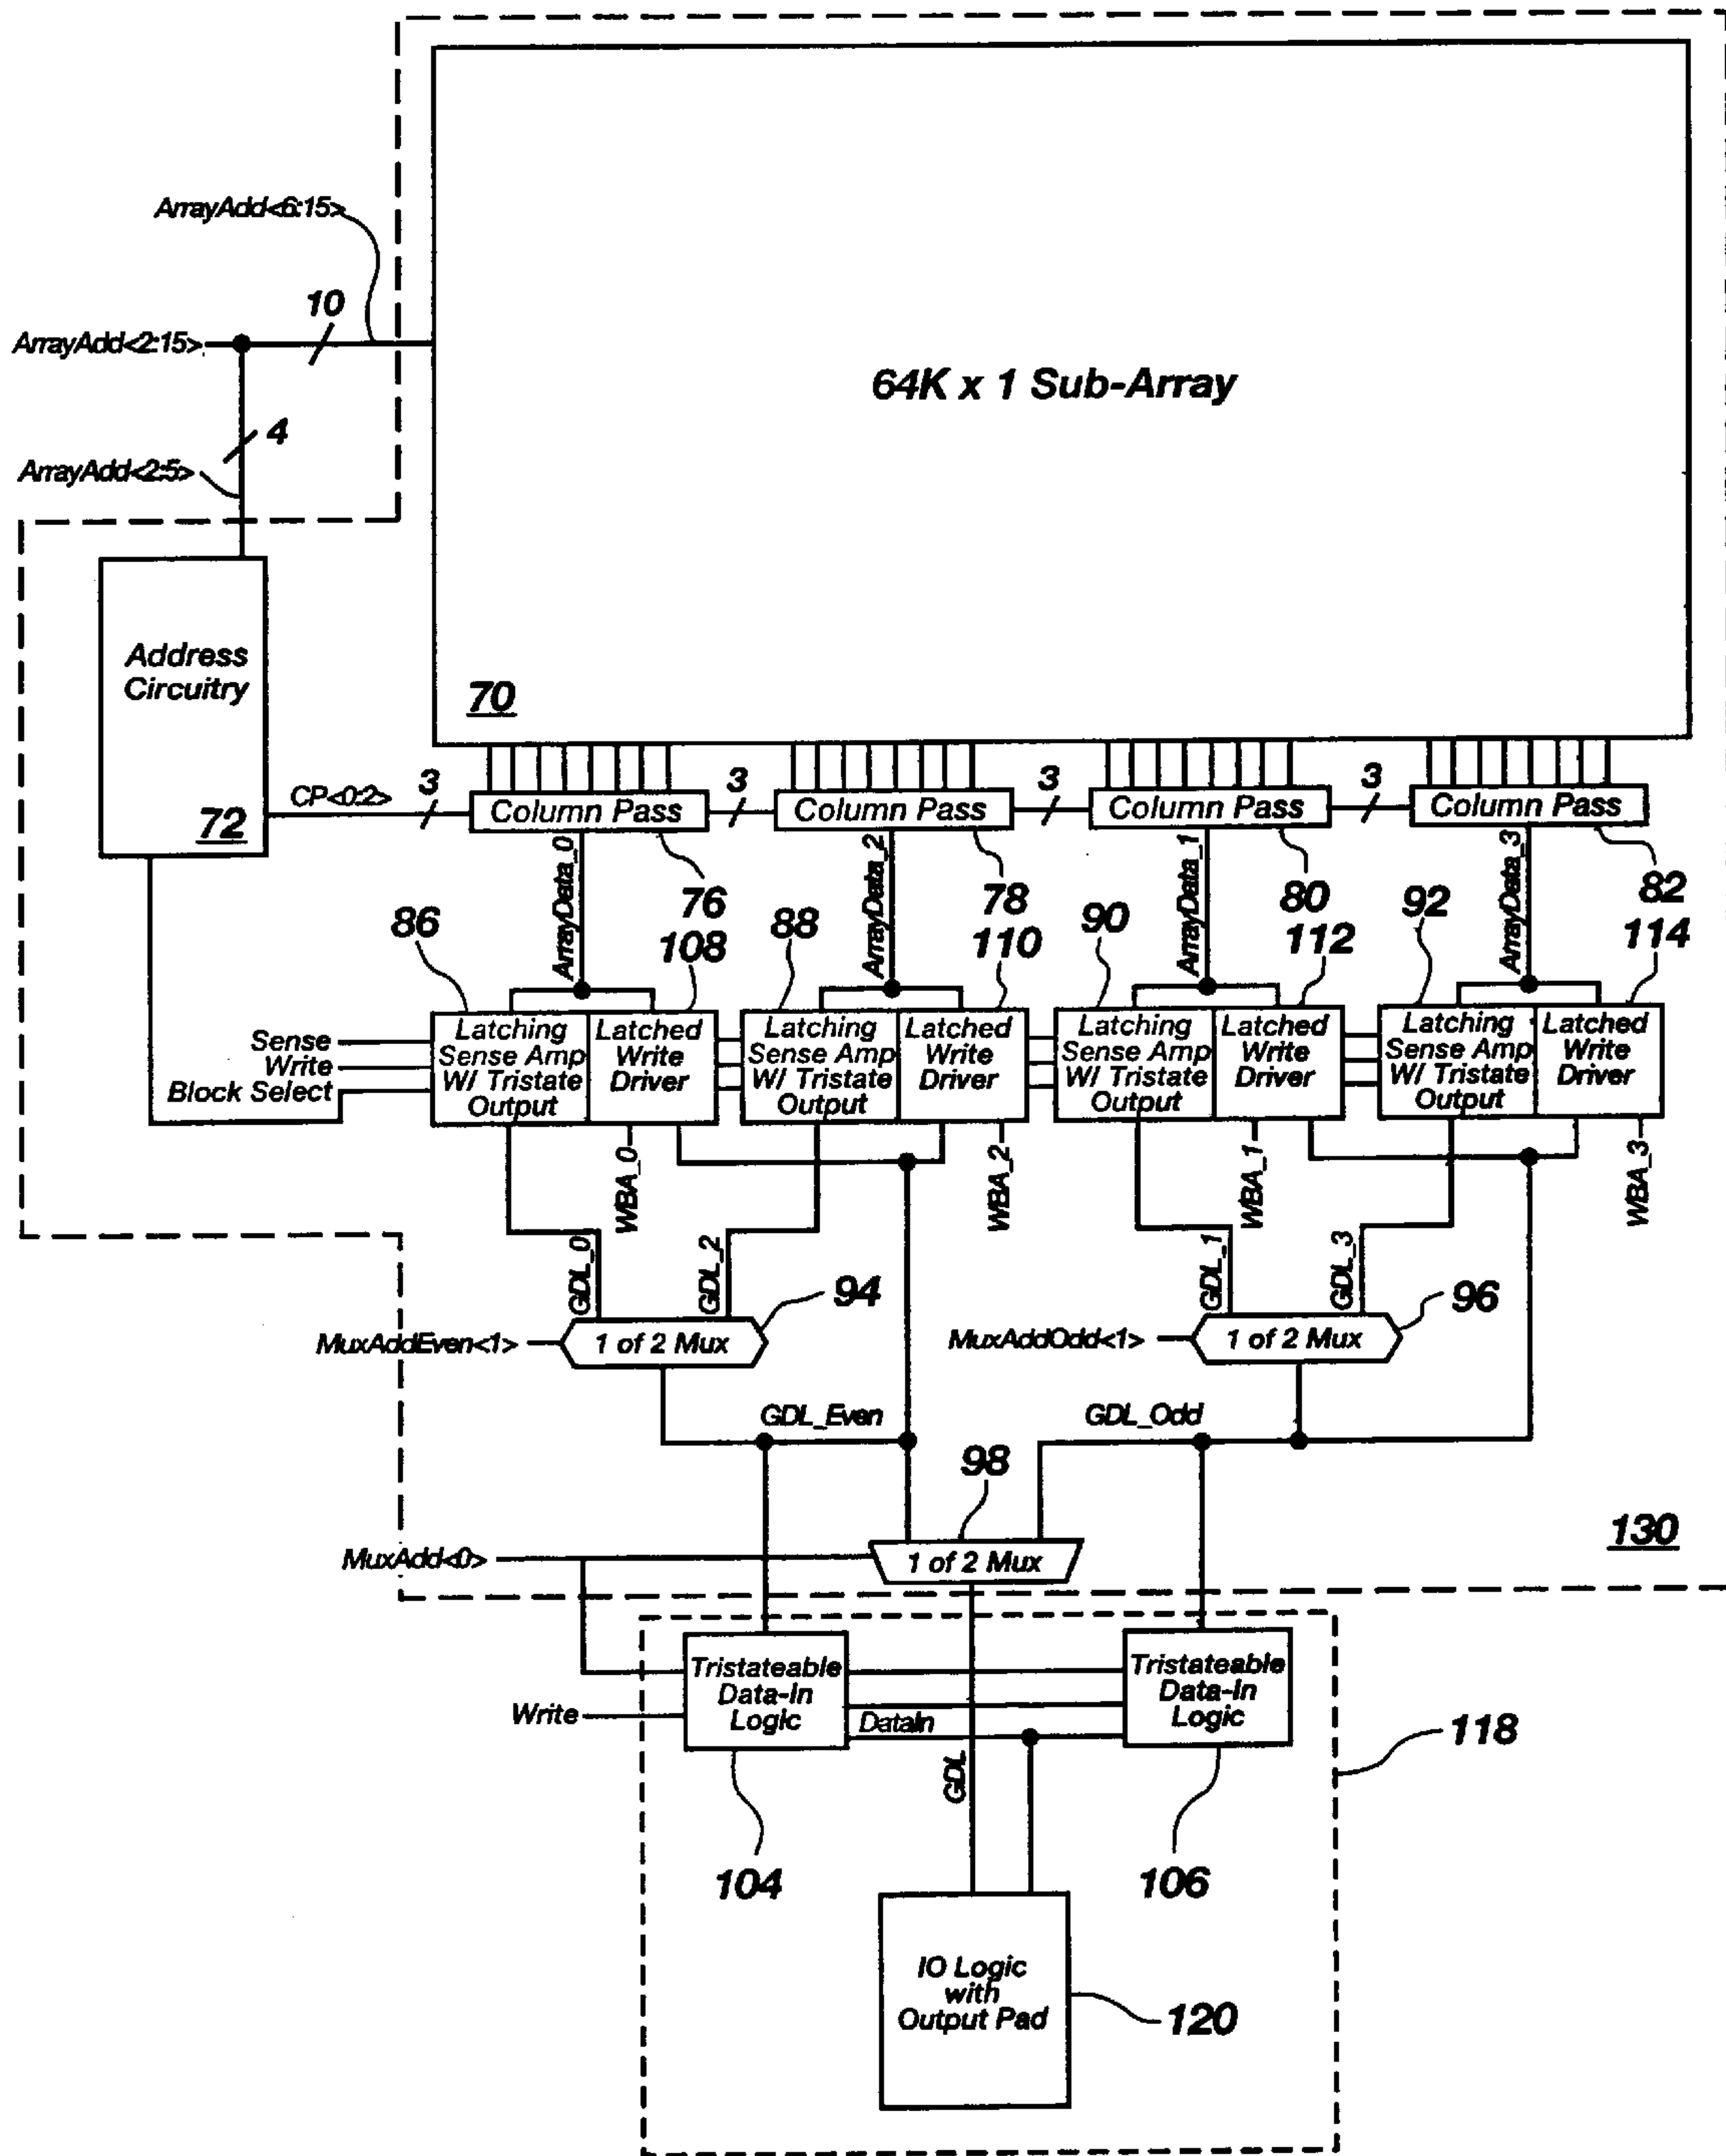 ArrayAdd<6:15>
10
ArrayAdd<2:15>
64K x 1 Sub-Array
4
ArrayAdd<2:5>
Address
Circuitry
72
70
CP<0:2>
3
3
3
3
Column Pass
Column Pass
Column Pass
Column Pass
ArrayData_0
ArrayData_2
ArrayData_1
ArrayData_3
76
78
80
82
86
108
88
110
90
112
92
114
Sense
Write
Block Select
Latching
Sense Amp
W/ Tristate
Output
Latched
Write
Driver
Latching
Sense Amp
W/ Tristate
Output
Latched
Write
Driver
Latching
Sense Amp
W/ Tristate
Output
Latched
Write
Driver
Latching
Sense Amp
W/ Tristate
Output
Latched
Write
Driver
WBA_0
WBA_2
WBA_1
WBA_3
GDL_0
GDL_2
GDL_1
GDL_3
94
96
MuxAddEven<1>
1 of 2 Mux
MuxAddOdd<1>
1 of 2 Mux
GDL_Even
GDL_Odd
98
130
MuxAdd<0>
1 of 2 Mux
Tristateable
Data-In
Logic
Tristateable
Data-In
Logic
Write
DataIn
118
GDL
104
106
IO Logic
with
Output Pad
120